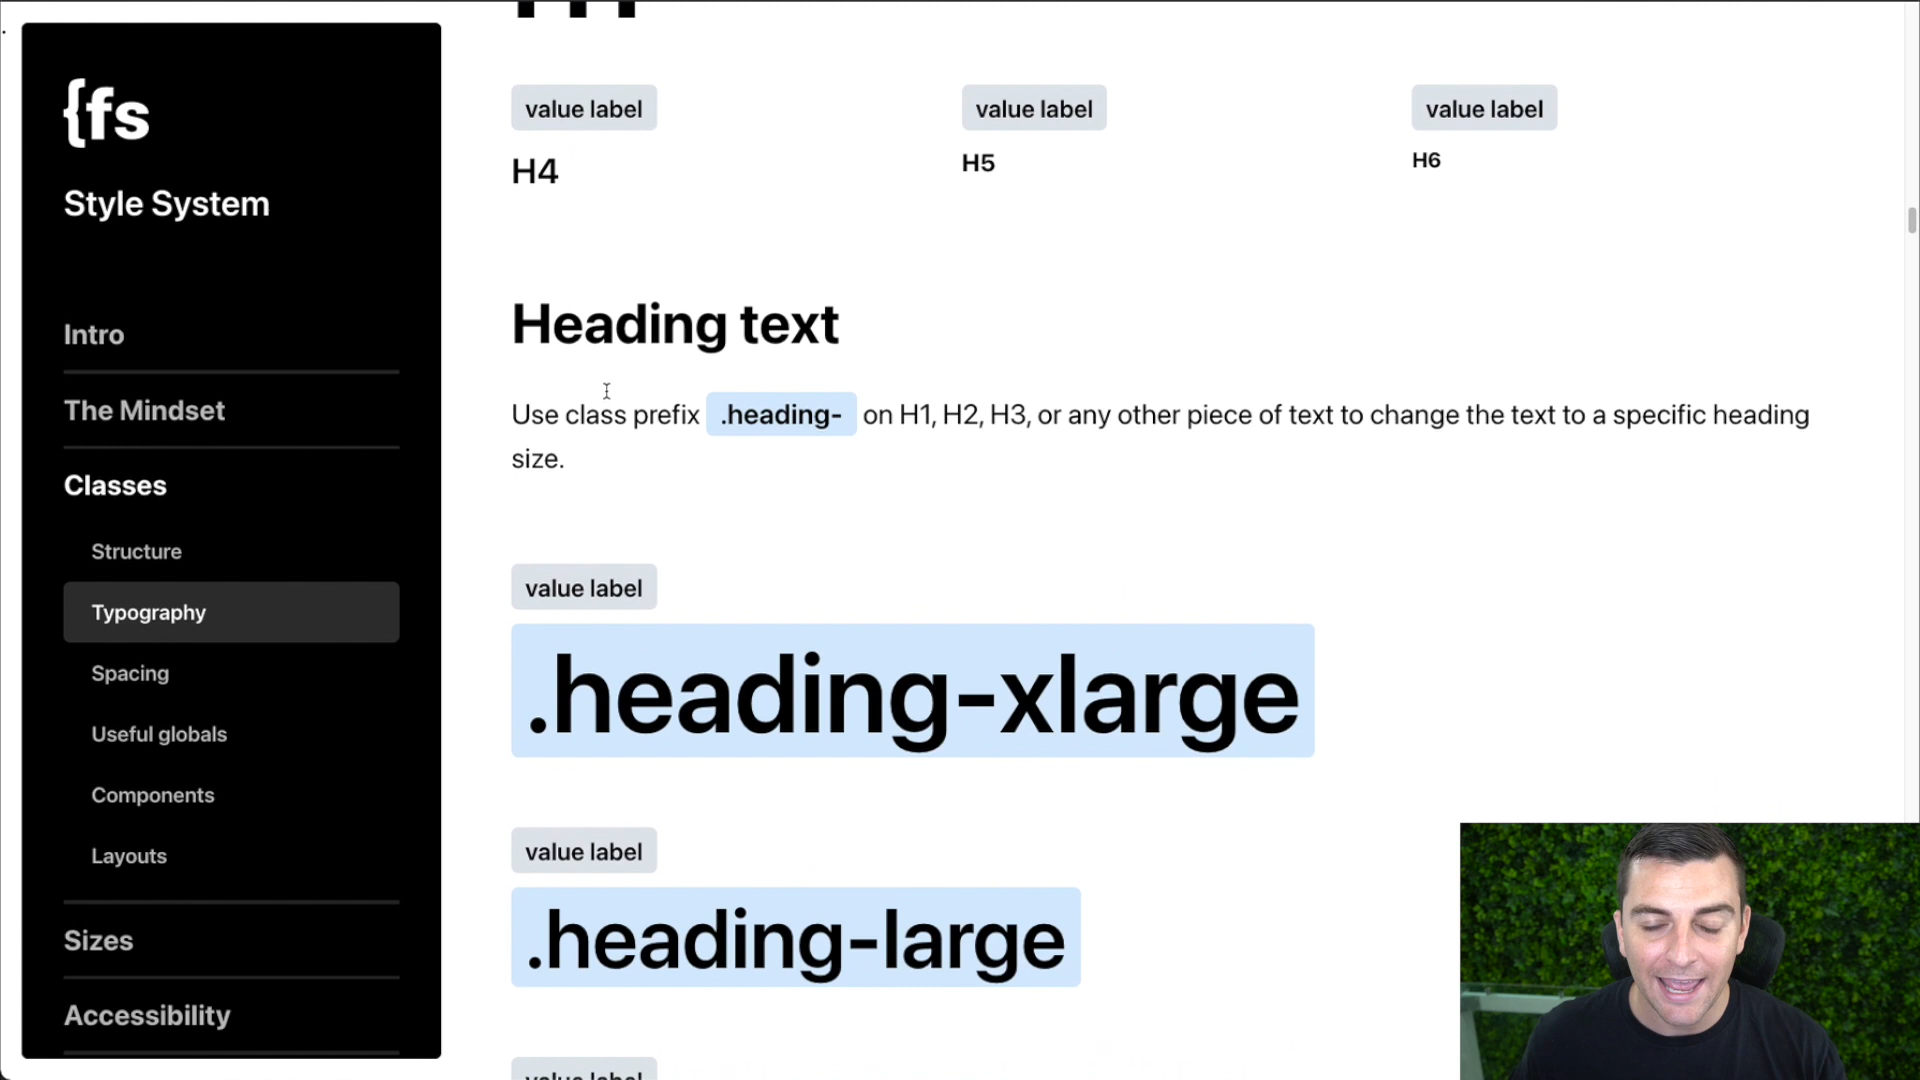 {fs
Style System
Intro
The Mindset
Classes
Structure
Typography
Spacing
Useful globals
Components
Layouts
Sizes
Accessibility
value label
value label
value label
H4
H5
H6
Heading text
Use class prefix .heading- on H1, H2, H3, or any other piece of text to change the text to a specific heading
size.
value label
.heading-xlarge
value label
.heading-large
value label